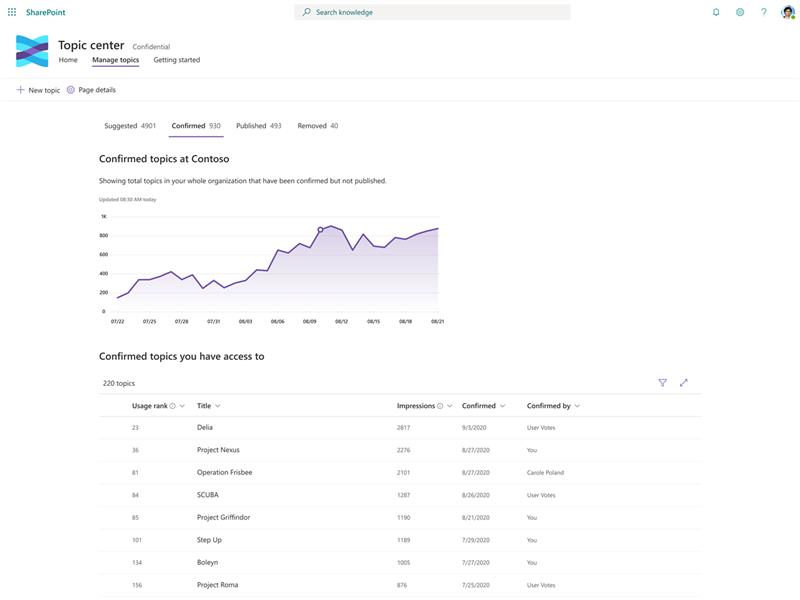 SharePoint
Search knowledge
?
Topic center Confidential
Home Manage topics Getting started
New topic Page details
Suggested 4901 Confirmed 930 Published 493 Removed 40
Confirmed topics at Contoso
Showing total topics in your whole organization that have been confirmed but not published.
Updated 08:30 AM today
1K
800
600
400
200
0
07/22 07/25 07/28 07/31 08/03 08/06 08/09 08/12 08/15 08/18 08/21
Confirmed topics you have access to
220 topics
Usage rank Title Impressions Confirmed Confirmed by
23 Delia 2817 9/3/2020 User Votes
36 Project Nexus 2276 8/27/2020 You
81 Operation Frisbee 2101 8/27/2020 Carole Poland
84 SCUBA 1287 8/26/2020 User Votes
85 Project Griffindor 1190 8/21/2020 You
101 Step Up 1189 7/29/2020 You
134 Boleyn 1005 7/27/2020 You
156 Project Roma 876 7/25/2020 User Votes